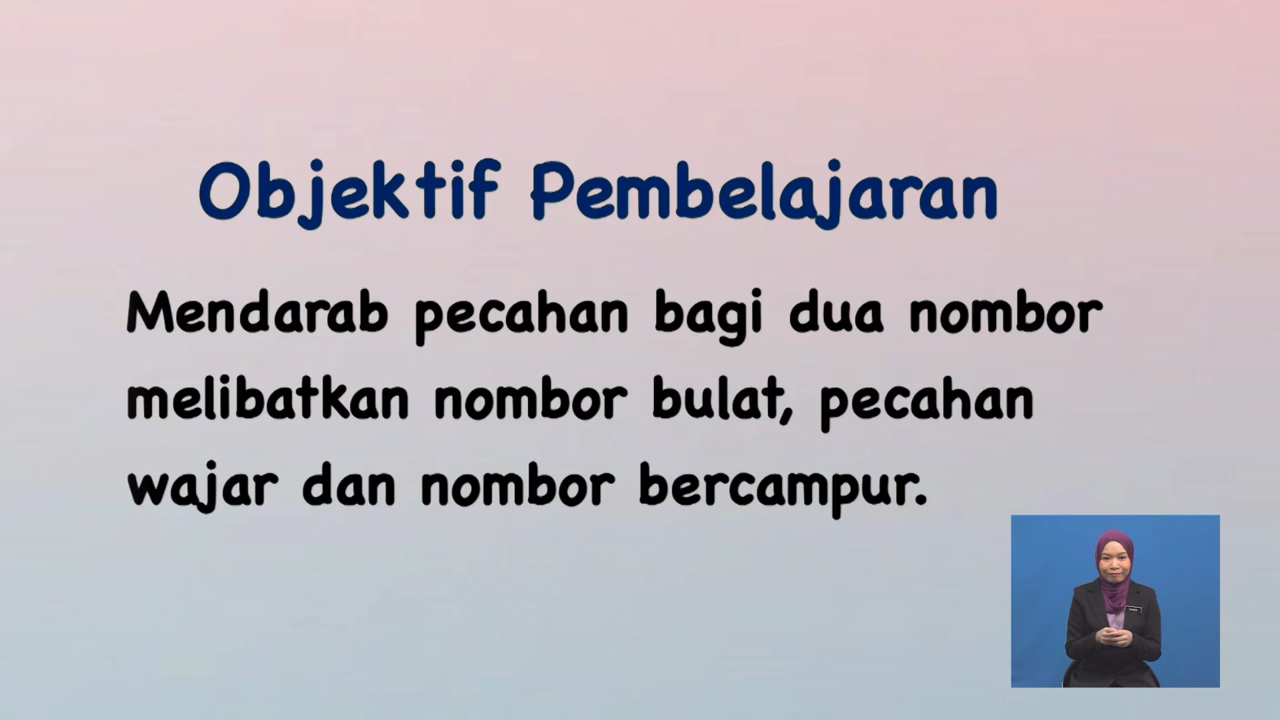 Objektif Pembelajaran
Mendarab pecahan bagi dua nombor
melibatkan nombor bulat, pecahan
wajar dan nombor bercampur.